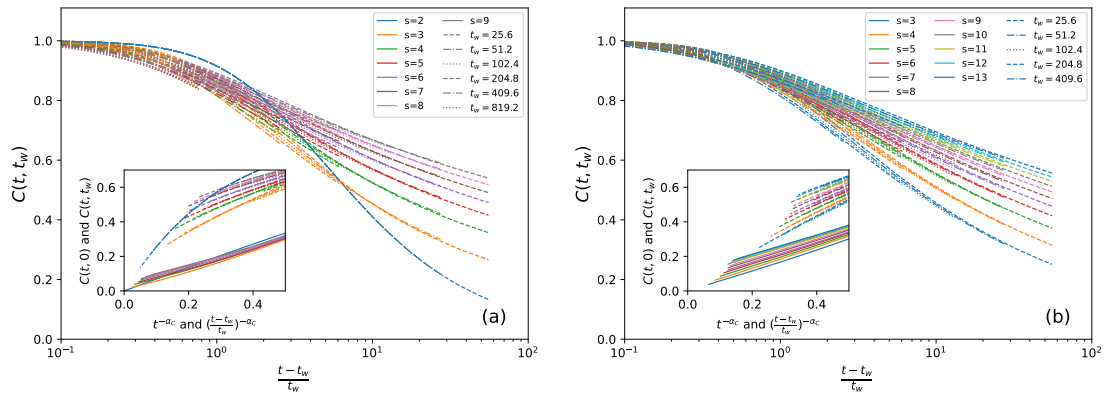 C(t, t_w)
1.0
0.8
0.6
0.4
0.2
0.0
10^{-1}
10^0
10^1
10^2
\frac{t - t_w}{t_w}
s=2
s=3
s=4
s=5
s=6
s=7
s=8
s=9
t_w = 25.6
t_w = 51.2
t_w = 102.4
t_w = 204.8
t_w = 409.6
t_w = 819.2
C(t, 0) and C(t, t_w)
0.6
0.4
0.2
0.0
0.0
0.2
0.4
t^{-α_C} and (\frac{t-t_w}{t_w})^{-α_C}
(a)
C(t, t_w)
1.0
0.8
0.6
0.4
0.2
0.0
10^{-1}
10^0
10^1
10^2
\frac{t - t_w}{t_w}
s=3
s=4
s=5
s=6
s=7
s=8
s=9
s=10
s=11
s=12
s=13
t_w = 25.6
t_w = 51.2
t_w = 102.4
t_w = 204.8
t_w = 409.6
C(t, 0) and C(t, t_w)
0.6
0.4
0.2
0.0
0.0
0.2
0.4
t^{-α_C} and (\frac{t-t_w}{t_w})^{-α_C}
(b)